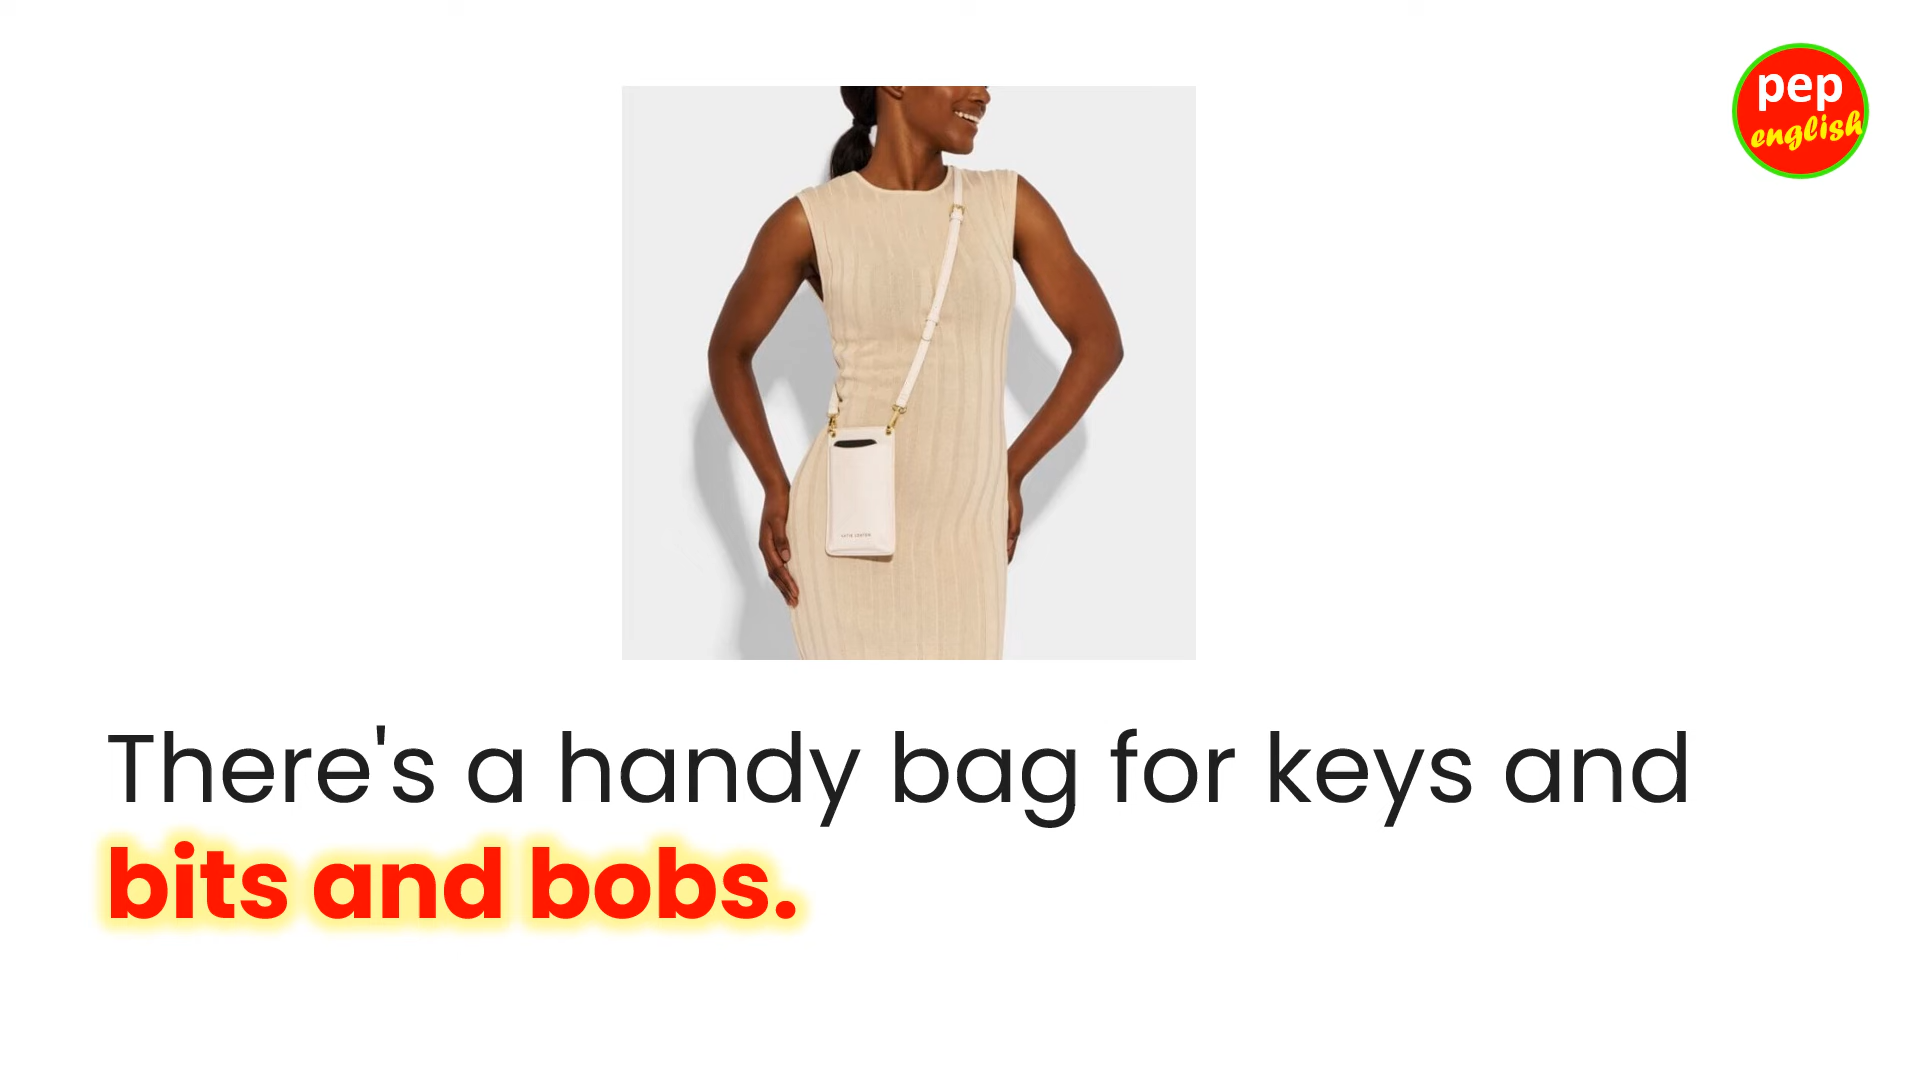 pep
english
There's a handy bag for keys and
bits and bobs.